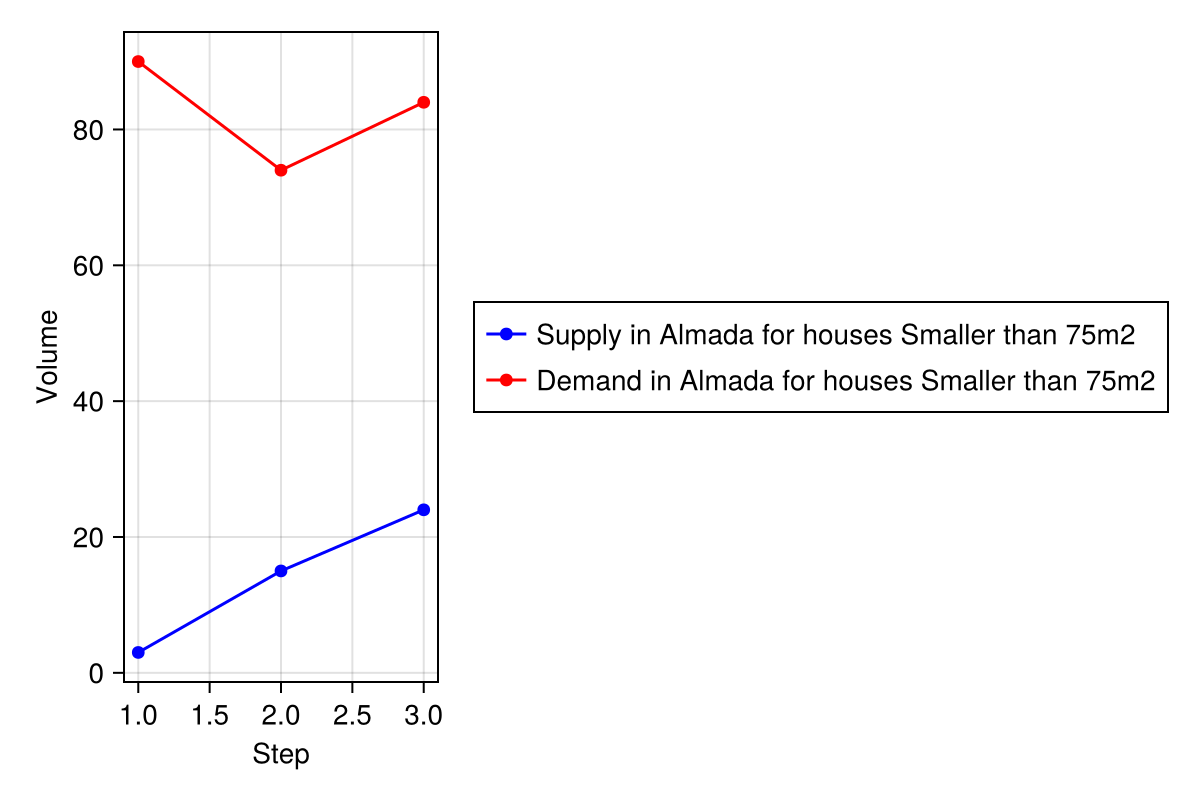 80
60
40
20
0
Volume
1.0 1.5 2.0 2.5 3.0
Step
Supply in Almada for houses Smaller than 75m2
Demand in Almada for houses Smaller than 75m2